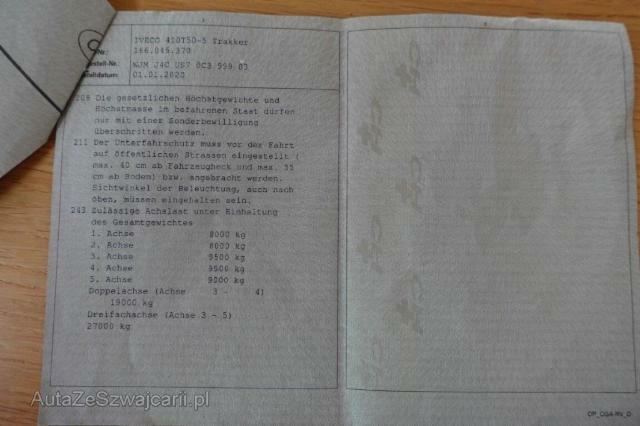 IVECO 410T50-5 Trakker
Nr.: 166.045.370
stell-Nr.: WJM J4C US7 0C3 999 03
elldatum: 01.01.2020
209 Die gesetzlichen Höchstgewichte und
Höchstmasse im befahrenen Staat dürfen
nur mit einer Sonderbewilligung
überschritten werden.
211 Der Unterfahrschutz muss vor der Fahrt
auf öffentlichen Strassen eingestellt (
max. 40 cm ab Fahrzeugheck und max. 55
cm ab Boden) bzw. angebracht werden.
Sichtwinkel der Beleuchtung, auch nach
oben, müssen eingehalten sein.
243 Zulässige Achslast unter Einhaltung
des Gesamtgewichtes
1. Achse 8000 kg
2. Achse 8000 kg
3. Achse 9500 kg
4. Achse 9500 kg
5. Achse 9000 kg
Doppelachse (Achse 3 - 4)
19000 kg
Dreifachachse (Achse 3 - 5)
27000 kg
AutaZeSzwajcarii.pl